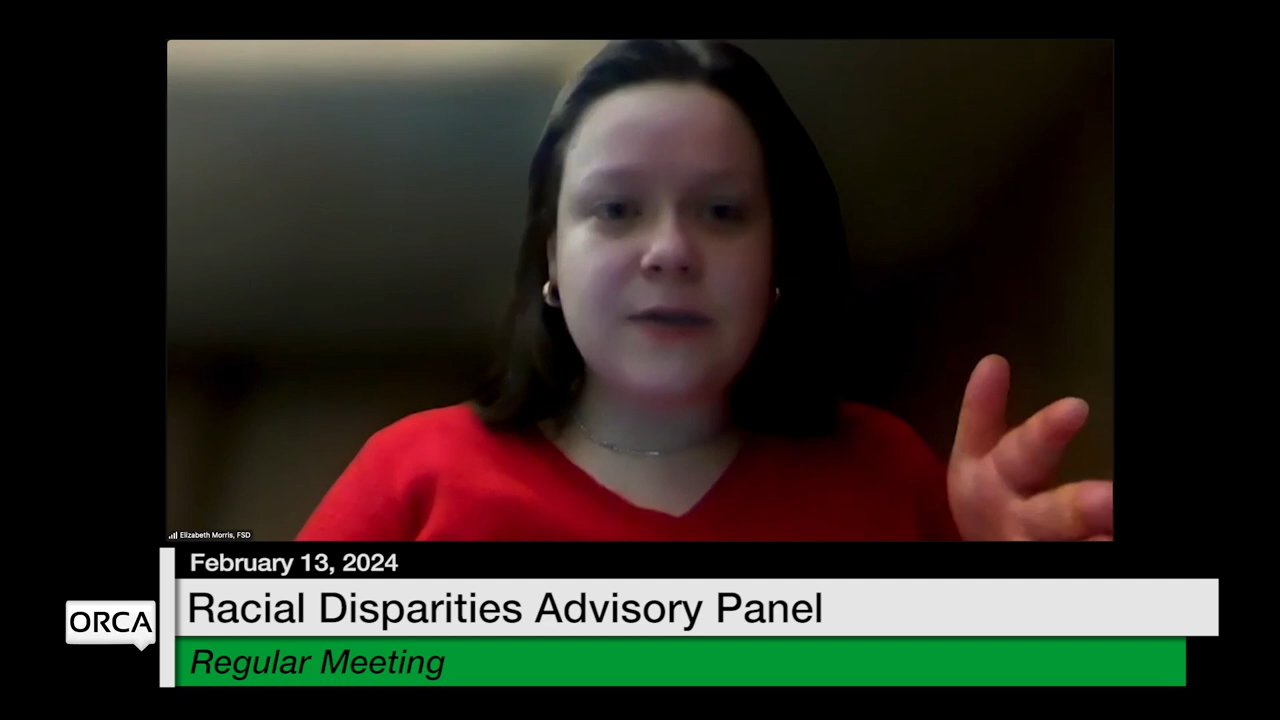 Elizabeth Morris, FSD
February 13, 2024
Racial Disparities Advisory Panel
ORCA
Regular Meeting